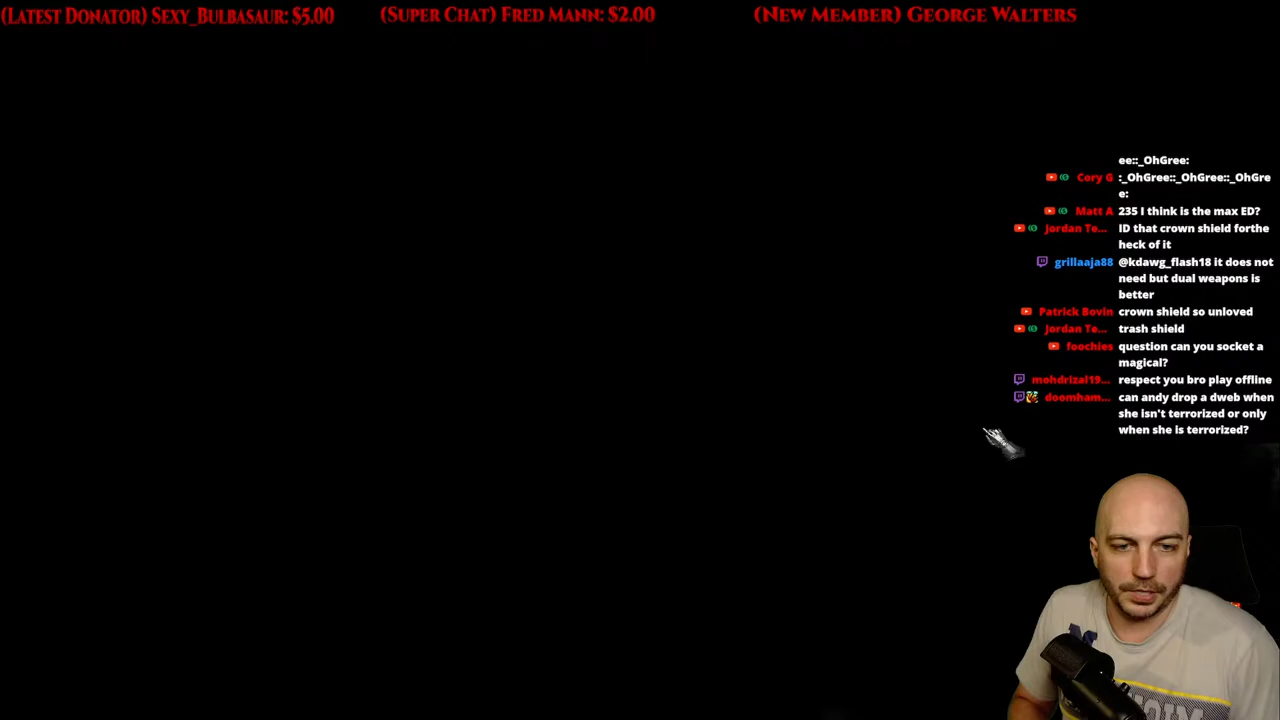 (Latest Donator) Sexy_Bulbasaur: $5.00
(Super Chat) Fred Mann: $2.00
(New Member) George Walters
ee::_OhGree:
Cory G :_OhGree::_OhGree::_OhGre
e:
Matt A 235 I think is the max ED?
Jordan Te... ID that crown shield forthe
heck of it
grillaaja88 @kdawg_flash18 it does not
need but dual weapons is
better
Patrick Bovin crown shield so unloved
Jordan Te... trash shield
foochies question can you socket a
magical?
mohdrizal19... respect you bro play offline
doomham... can andy drop a dweb when
she isn't terrorized or only
when she is terrorized?